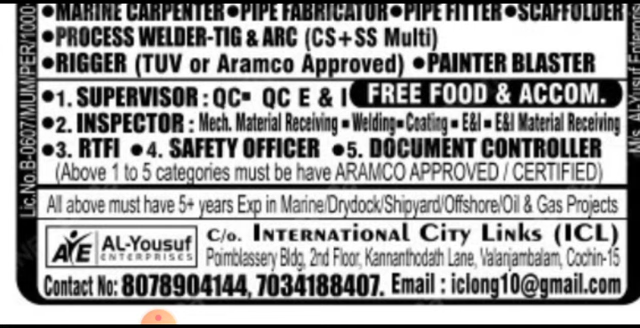 •MARINE CARPENTER•PIPE FABRICATOR•PIPE FITTER•SCAFFOLDER
•PROCESS WELDER-TIG & ARC (CS+SS Multi)
•RIGGER (TUV or Aramco Approved) •PAINTER BLASTER
•1. SUPERVISOR : QC▪ QC E & I FREE FOOD & ACCOM.
•2. INSPECTOR : Mech. Material Receiving ▪ Welding▪Coating ▪ E&I ▪ E&I Material Receiving
•3. RTFI •4. SAFETY OFFICER •5. DOCUMENT CONTROLLER
(Above 1 to 5 categories must be have ARAMCO APPROVED / CERTIFIED)
All above must have 5+ years Exp in Marine/Drydock/Shipyard/Offshore/Oil & Gas Projects
AYE AL-Yousuf ENTERPRISES
C/o. INTERNATIONAL CITY LINKS (ICL)
Poimblassery Bldg, 2nd Floor, Kannanthodath Lane, Valanjambalam, Cochin-15
Contact No: 8078904144, 7034188407. Email : iclong10@gmail.com
Lic.No.B-0607/MUM/PER/1000